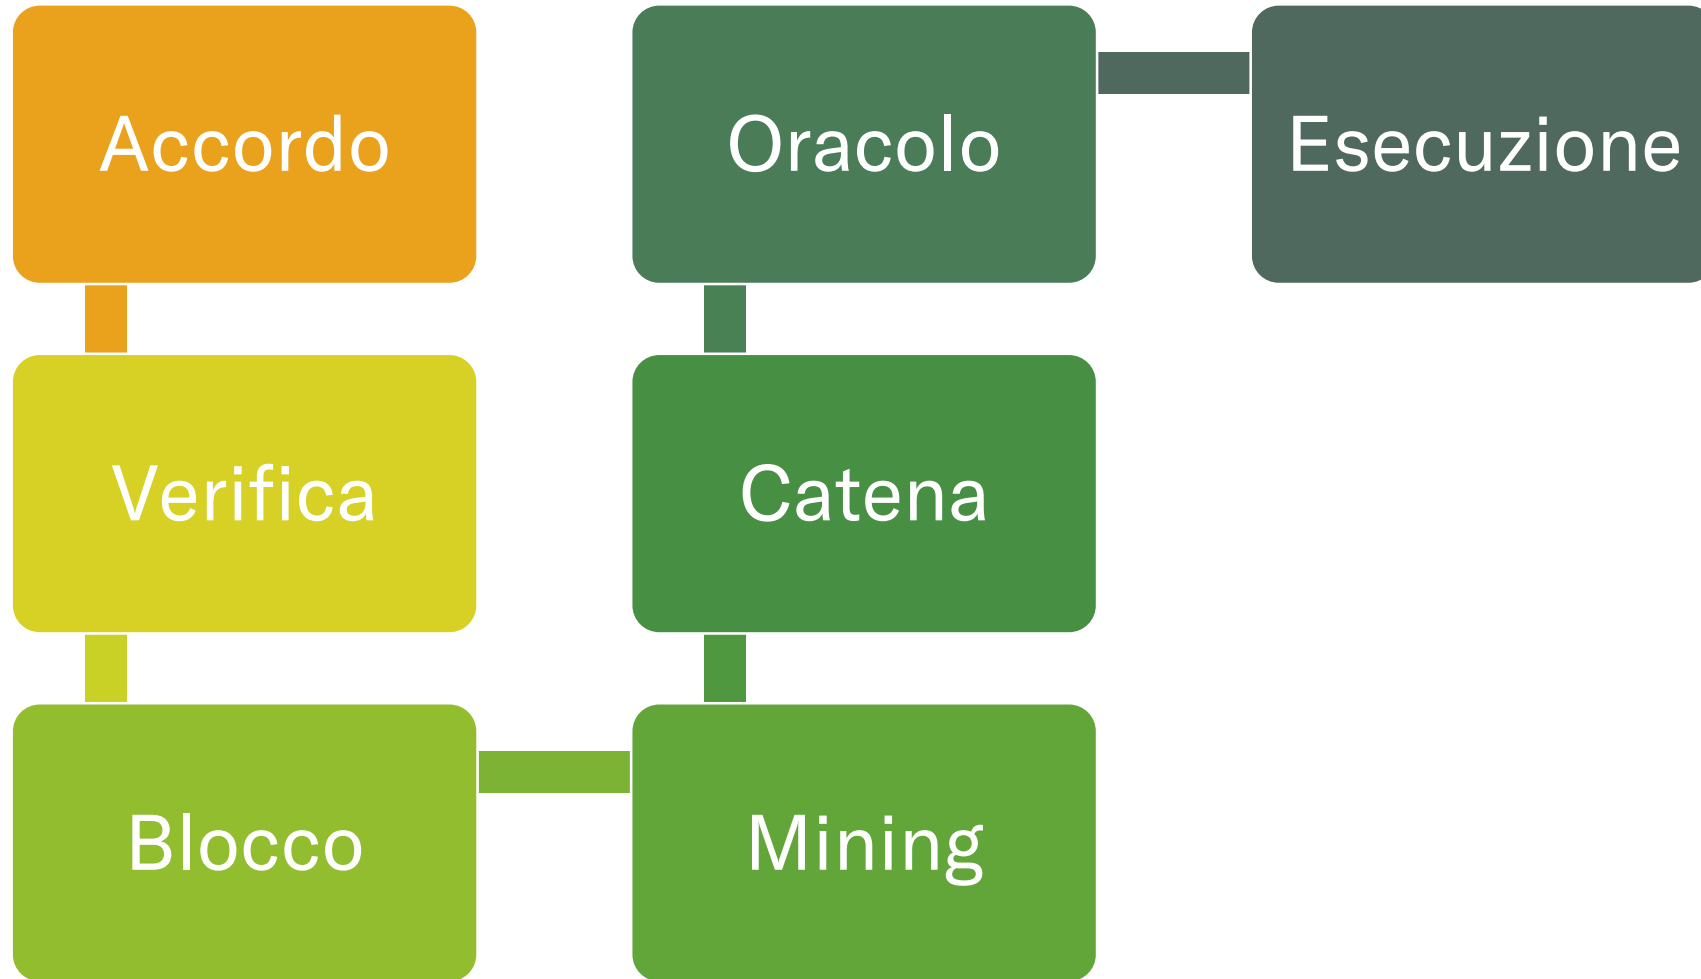 Accordo
Verifica
Blocco
Mining
Catena
Oracolo
Esecuzione